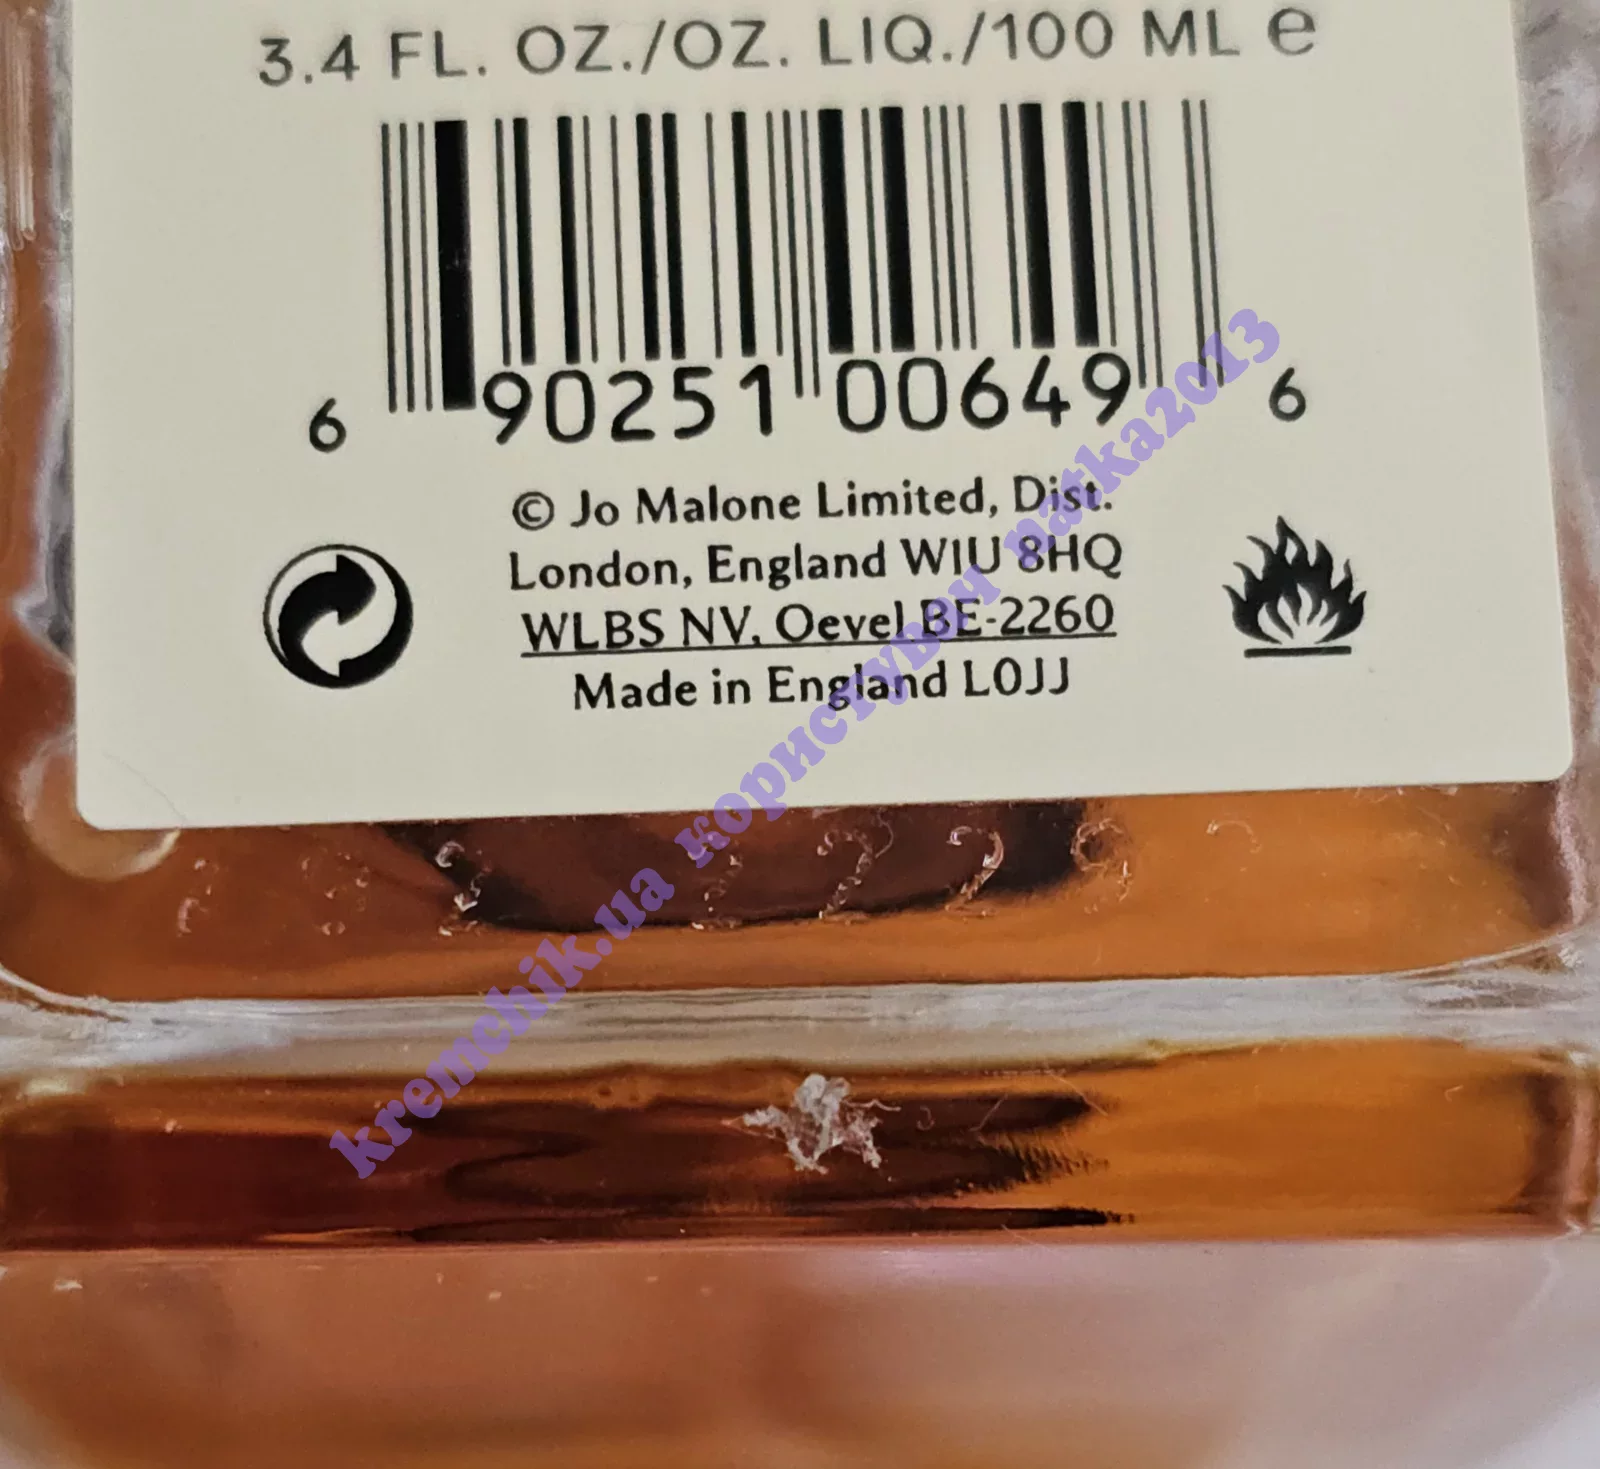 3.4 FL. OZ./OZ. LIQ./100 ML e
6 90251 00649 6
© Jo Malone Limited, Dist.
London, England W1U 8HQ
WLBS NV. Oevel BE-2260
Made in England L0JJ
kremchik.ua користувач natka2013